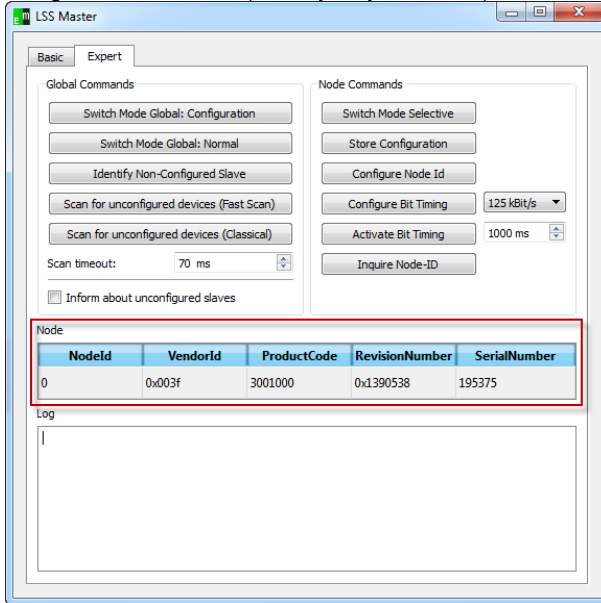 LSS Master
Basic
Expert
Global Commands
Switch Mode Global: Configuration
Switch Mode Global: Normal
Identify Non-Configured Slave
Scan for unconfigured devices (Fast Scan)
Scan for unconfigured devices (Classical)
Scan timeout: 70 ms
Inform about unconfigured slaves
Node Commands
Switch Mode Selective
Store Configuration
Configure Node Id
Configure Bit Timing 125 kBit/s
Activate Bit Timing 1000 ms
Inquire Node-ID
Node
NodeId VendorId ProductCode RevisionNumber SerialNumber
0 0x003f 3001000 0x1390538 195375
Log